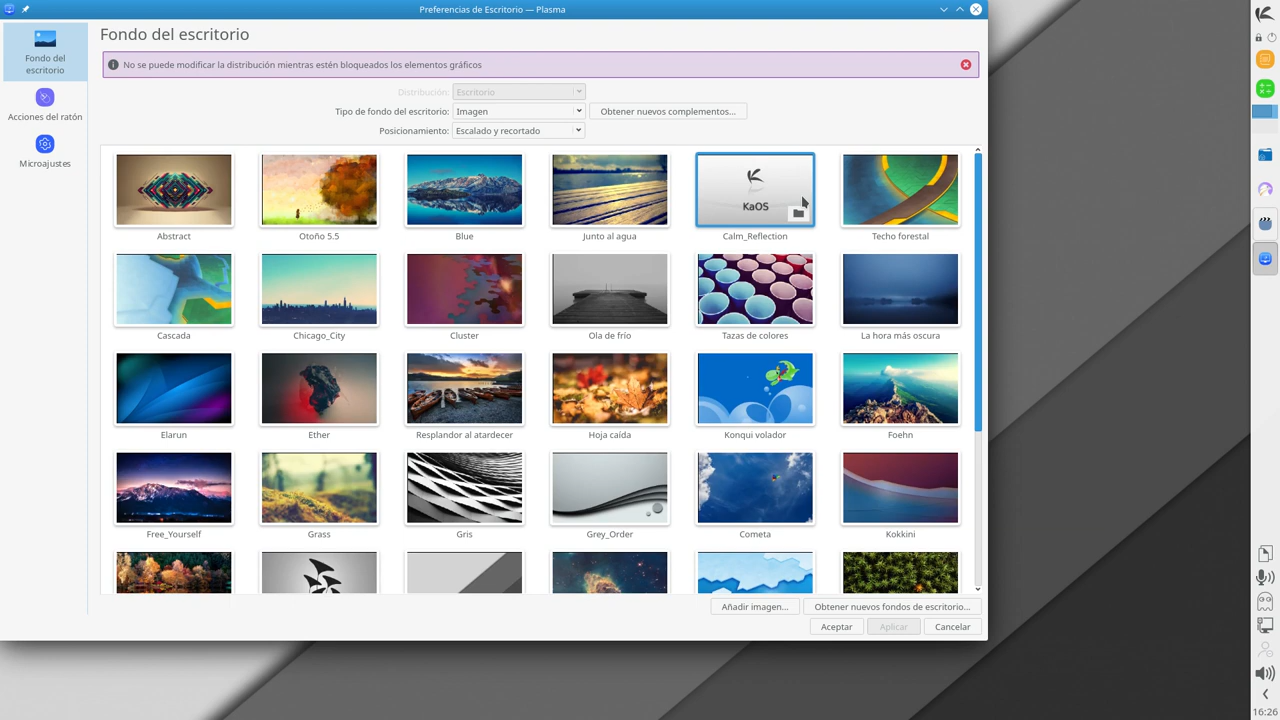 Preferencias de Escritorio — Plasma
Fondo del
escritorio
Acciones del ratón
Microajustes
Fondo del escritorio
No se puede modificar la distribución mientras estén bloqueados los elementos gráficos
Distribución: Escritorio
Tipo de fondo del escritorio: Imagen Obtener nuevos complementos...
Posicionamiento: Escalado y recortado
KaOS
Abstract Otoño 5.5 Blue Junto al agua Calm_Reflection Techo forestal
Cascada Chicago_City Cluster Ola de frío Tazas de colores La hora más oscura
Elarun Ether Resplandor al atardecer Hoja caída Konqui volador Foehn
Free_Yourself Grass Gris Grey_Order Cometa Kokkini
Añadir imagen... Obtener nuevos fondos de escritorio...
Aceptar Aplicar Cancelar
16:26